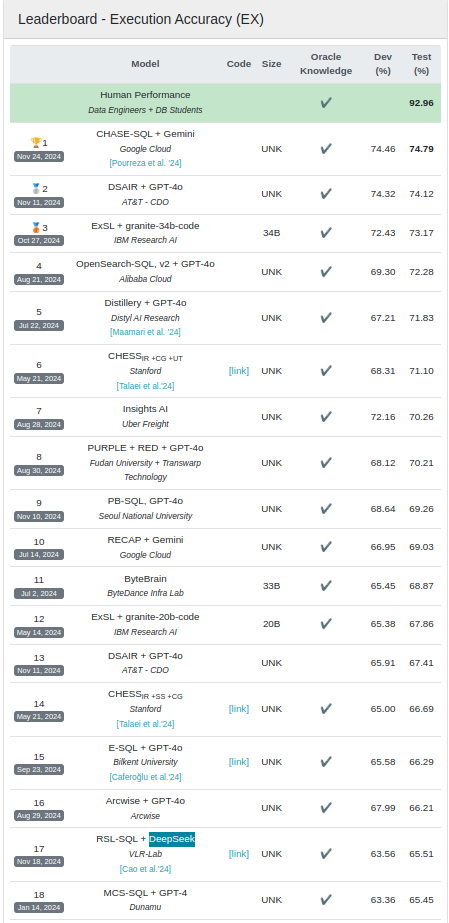 Leaderboard - Execution Accuracy (EX)
Model Code Size Oracle Knowledge Dev (%) Test (%)
Human Performance
Data Engineers + DB Students ✔ 92.96
🏆1
Nov 24, 2024
CHASE-SQL + Gemini
Google Cloud
[Pourreza et al. '24]
UNK ✔ 74.46 74.79
🥈2
Nov 11, 2024
DSAIR + GPT-4o
AT&T - CDO
UNK ✔ 74.32 74.12
🥉3
Oct 27, 2024
ExSL + granite-34b-code
IBM Research AI
34B ✔ 72.43 73.17
4
Aug 21, 2024
OpenSearch-SQL, v2 + GPT-4o
Alibaba Cloud
UNK ✔ 69.30 72.28
5
Jul 22, 2024
Distillery + GPT-4o
Distyl AI Research
[Maamari et al. '24]
UNK ✔ 67.21 71.83
6
May 21, 2024
CHESSIR +CG +UT
Stanford
[Talaei et al.'24]
[link] UNK ✔ 68.31 71.10
7
Aug 28, 2024
Insights AI
Uber Freight
UNK ✔ 72.16 70.26
8
Aug 30, 2024
PURPLE + RED + GPT-4o
Fudan University + Transwarp
Technology
UNK ✔ 68.12 70.21
9
Nov 10, 2024
PB-SQL, GPT-4o
Seoul National University
UNK ✔ 68.64 69.26
10
Jul 14, 2024
RECAP + Gemini
Google Cloud
UNK ✔ 66.95 69.03
11
Jul 2, 2024
ByteBrain
ByteDance Infra Lab
33B ✔ 65.45 68.87
12
May 14, 2024
ExSL + granite-20b-code
IBM Research AI
20B ✔ 65.38 67.86
13
Nov 11, 2024
DSAIR + GPT-4o
AT&T - CDO
UNK ✔ 65.91 67.41
14
May 21, 2024
CHESSIR +SS +CG
Stanford
[Talaei et al.'24]
[link] UNK ✔ 65.00 66.69
15
Sep 23, 2024
E-SQL + GPT-4o
Bilkent University
[Caferoğlu et al.'24]
[link] UNK ✔ 65.58 66.29
16
Aug 29, 2024
Arcwise + GPT-4o
Arcwise
UNK ✔ 67.99 66.21
17
Nov 18, 2024
RSL-SQL + DeepSeek
VLR-Lab
[Cao et al.'24]
[link] UNK ✔ 63.56 65.51
18
Jan 14, 2024
MCS-SQL + GPT-4
Dunamu
UNK ✔ 63.36 65.45